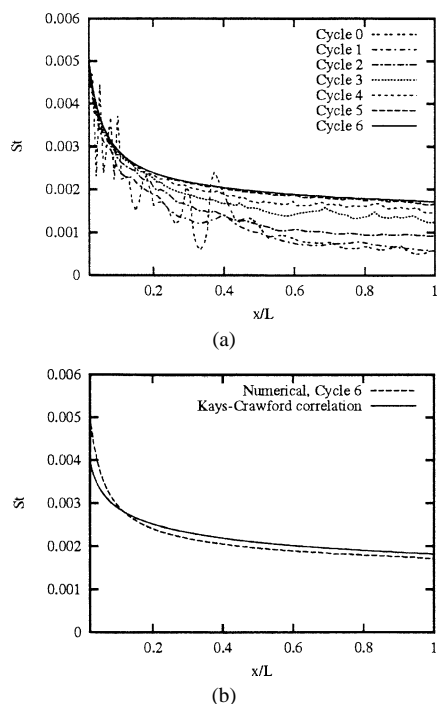 0.006
0.005
0.004
0.003
0.002
0.001
0
St
Cycle 0
Cycle 1
Cycle 2
Cycle 3
Cycle 4
Cycle 5
Cycle 6
0.2
0.4
0.6
0.8
1
x/L
(a)
0.006
0.005
0.004
0.003
0.002
0.001
0
St
Numerical, Cycle 6
Kays-Crawford correlation
0.2
0.4
0.6
0.8
1
x/L
(b)